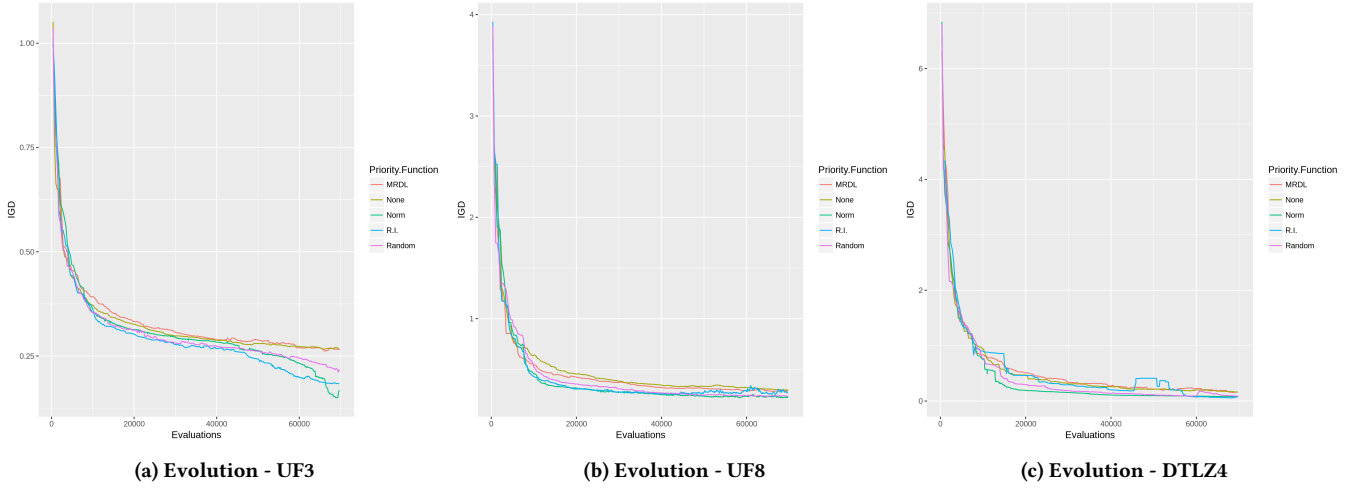 1.00
0.75
0.50
0.25
IGD
0
20000
40000
60000
Evaluations
Priority.Function
MRDL
None
Norm
R.I.
Random
(a) Evolution - UF3
4
3
2
1
IGD
0
20000
40000
60000
Evaluations
Priority.Function
MRDL
None
Norm
R.I.
Random
(b) Evolution - UF8
6
4
2
0
IGD
0
20000
40000
60000
Evaluations
Priority.Function
MRDL
None
Norm
R.I.
Random
(c) Evolution - DTLZ4